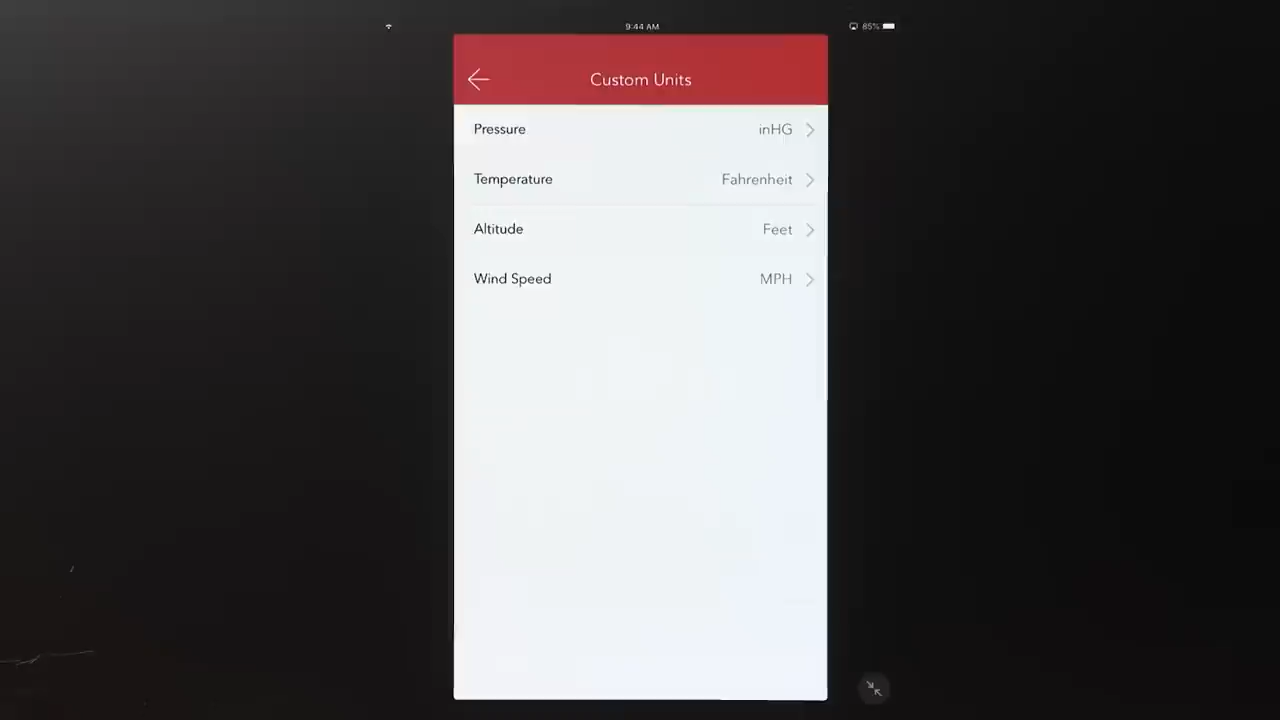 9:44 AM
85%
Custom Units
Pressure inHG
Temperature Fahrenheit
Altitude Feet
Wind Speed MPH